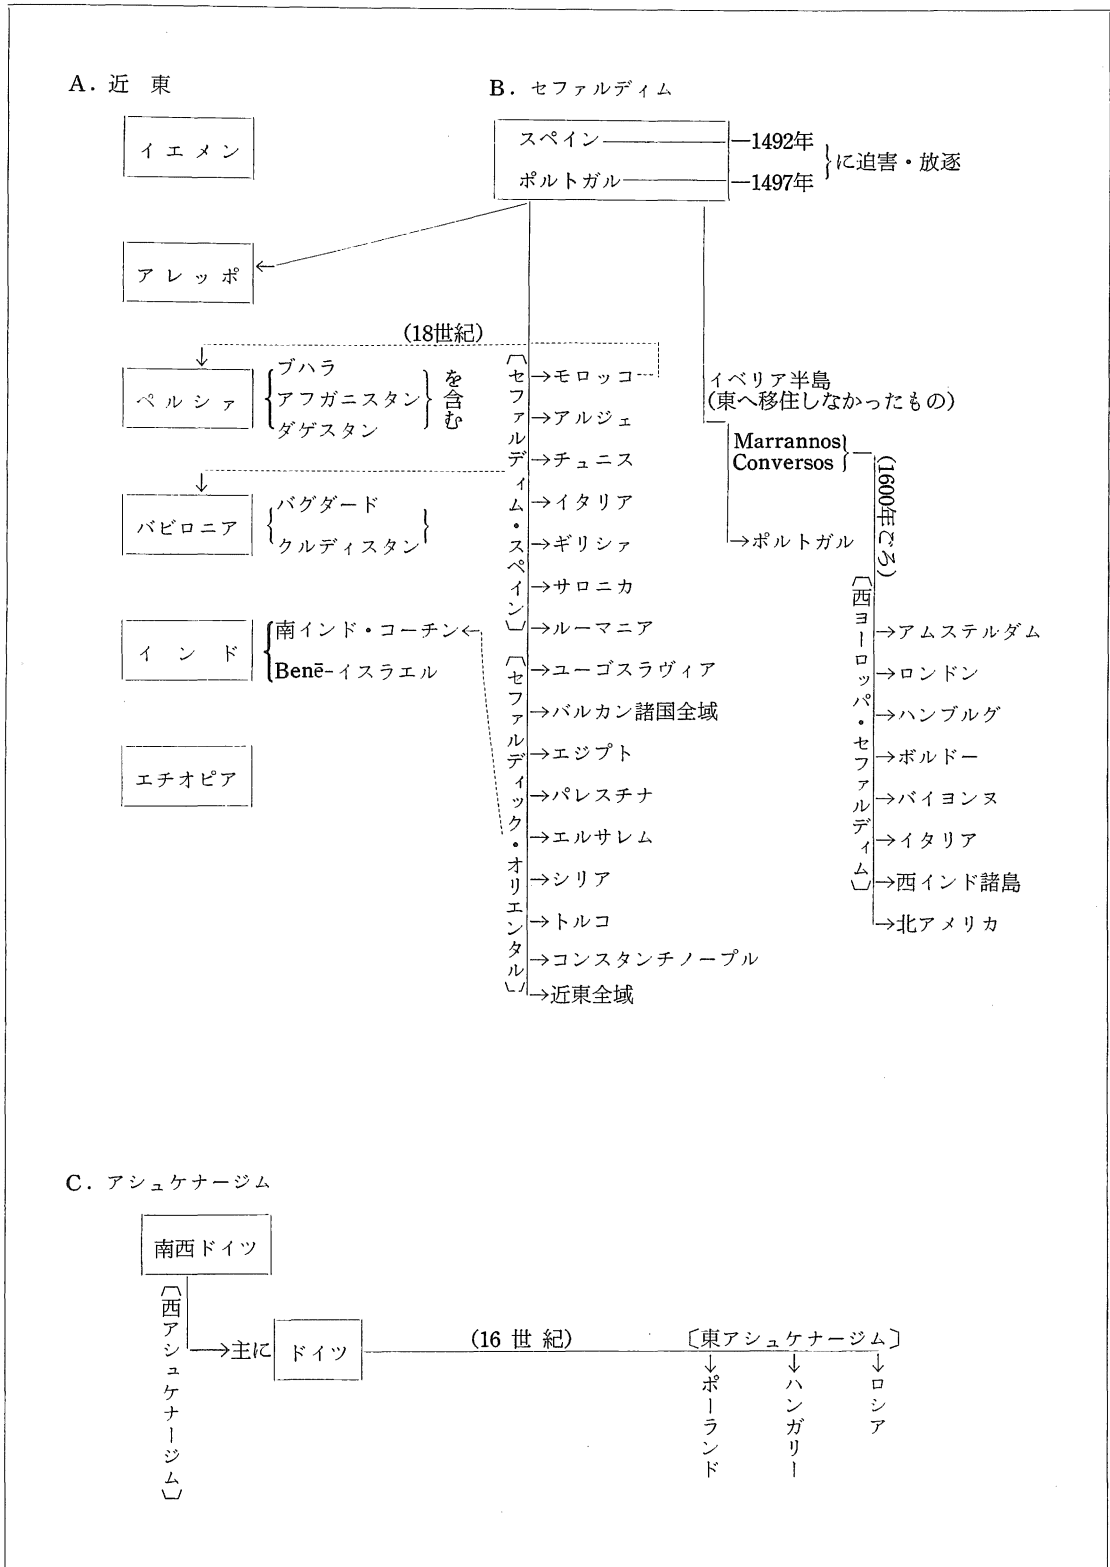 A. 近　東
イエメン
アレッポ
ペルシァ
ブハラ
アフガニスタン
ダゲスタン
を含む
バビロニア
バグダード
クルディスタン
インド
南インド・コーチン
Benē-イスラエル
エチオピア
B. セファルディム
スペイン
ポルトガル
1492年
1497年
に迫害・放逐
(18世紀)
〔セファルディム・スペイン〕
→モロッコ
→アルジェ
→チュニス
→イタリア
→ギリシァ
→サロニカ
→ルーマニア
〔セファルディック・オリエンタル〕
→ユーゴスラヴィア
→バルカン諸国全域
→エジプト
→パレスチナ
→エルサレム
→シリア
→トルコ
→コンスタンチノープル
→近東全域
イベリア半島
(東へ移住しなかったもの)
Marrannos
Conversos
→ポルトガル
(1600年ごろ)
〔西ヨーロッパ・セファルディム〕
→アムステルダム
→ロンドン
→ハンブルグ
→ボルドー
→バイヨンヌ
→イタリア
→西インド諸島
→北アメリカ
C. アシュケナージム
南西ドイツ
〔西アシュケナージム〕
→主に
ドイツ
(16 世 紀)
〔東アシュケナージム〕
→ポーランド
→ハンガリー
→ロシア